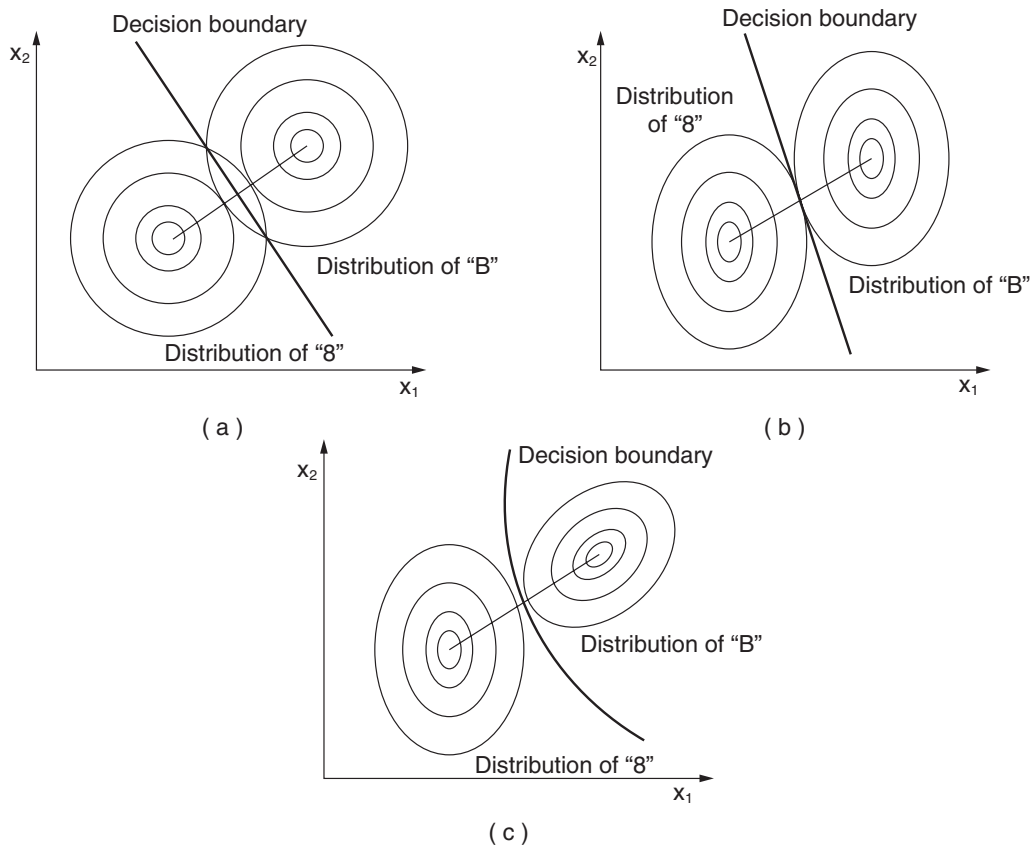 Decision boundary
x2
Distribution of “B”
Distribution of “8”
x1
( a )
Decision boundary
x2
Distribution
of “8”
Distribution of “B”
x1
( b )
Decision boundary
x2
Distribution of “B”
Distribution of “8”
x1
( c )